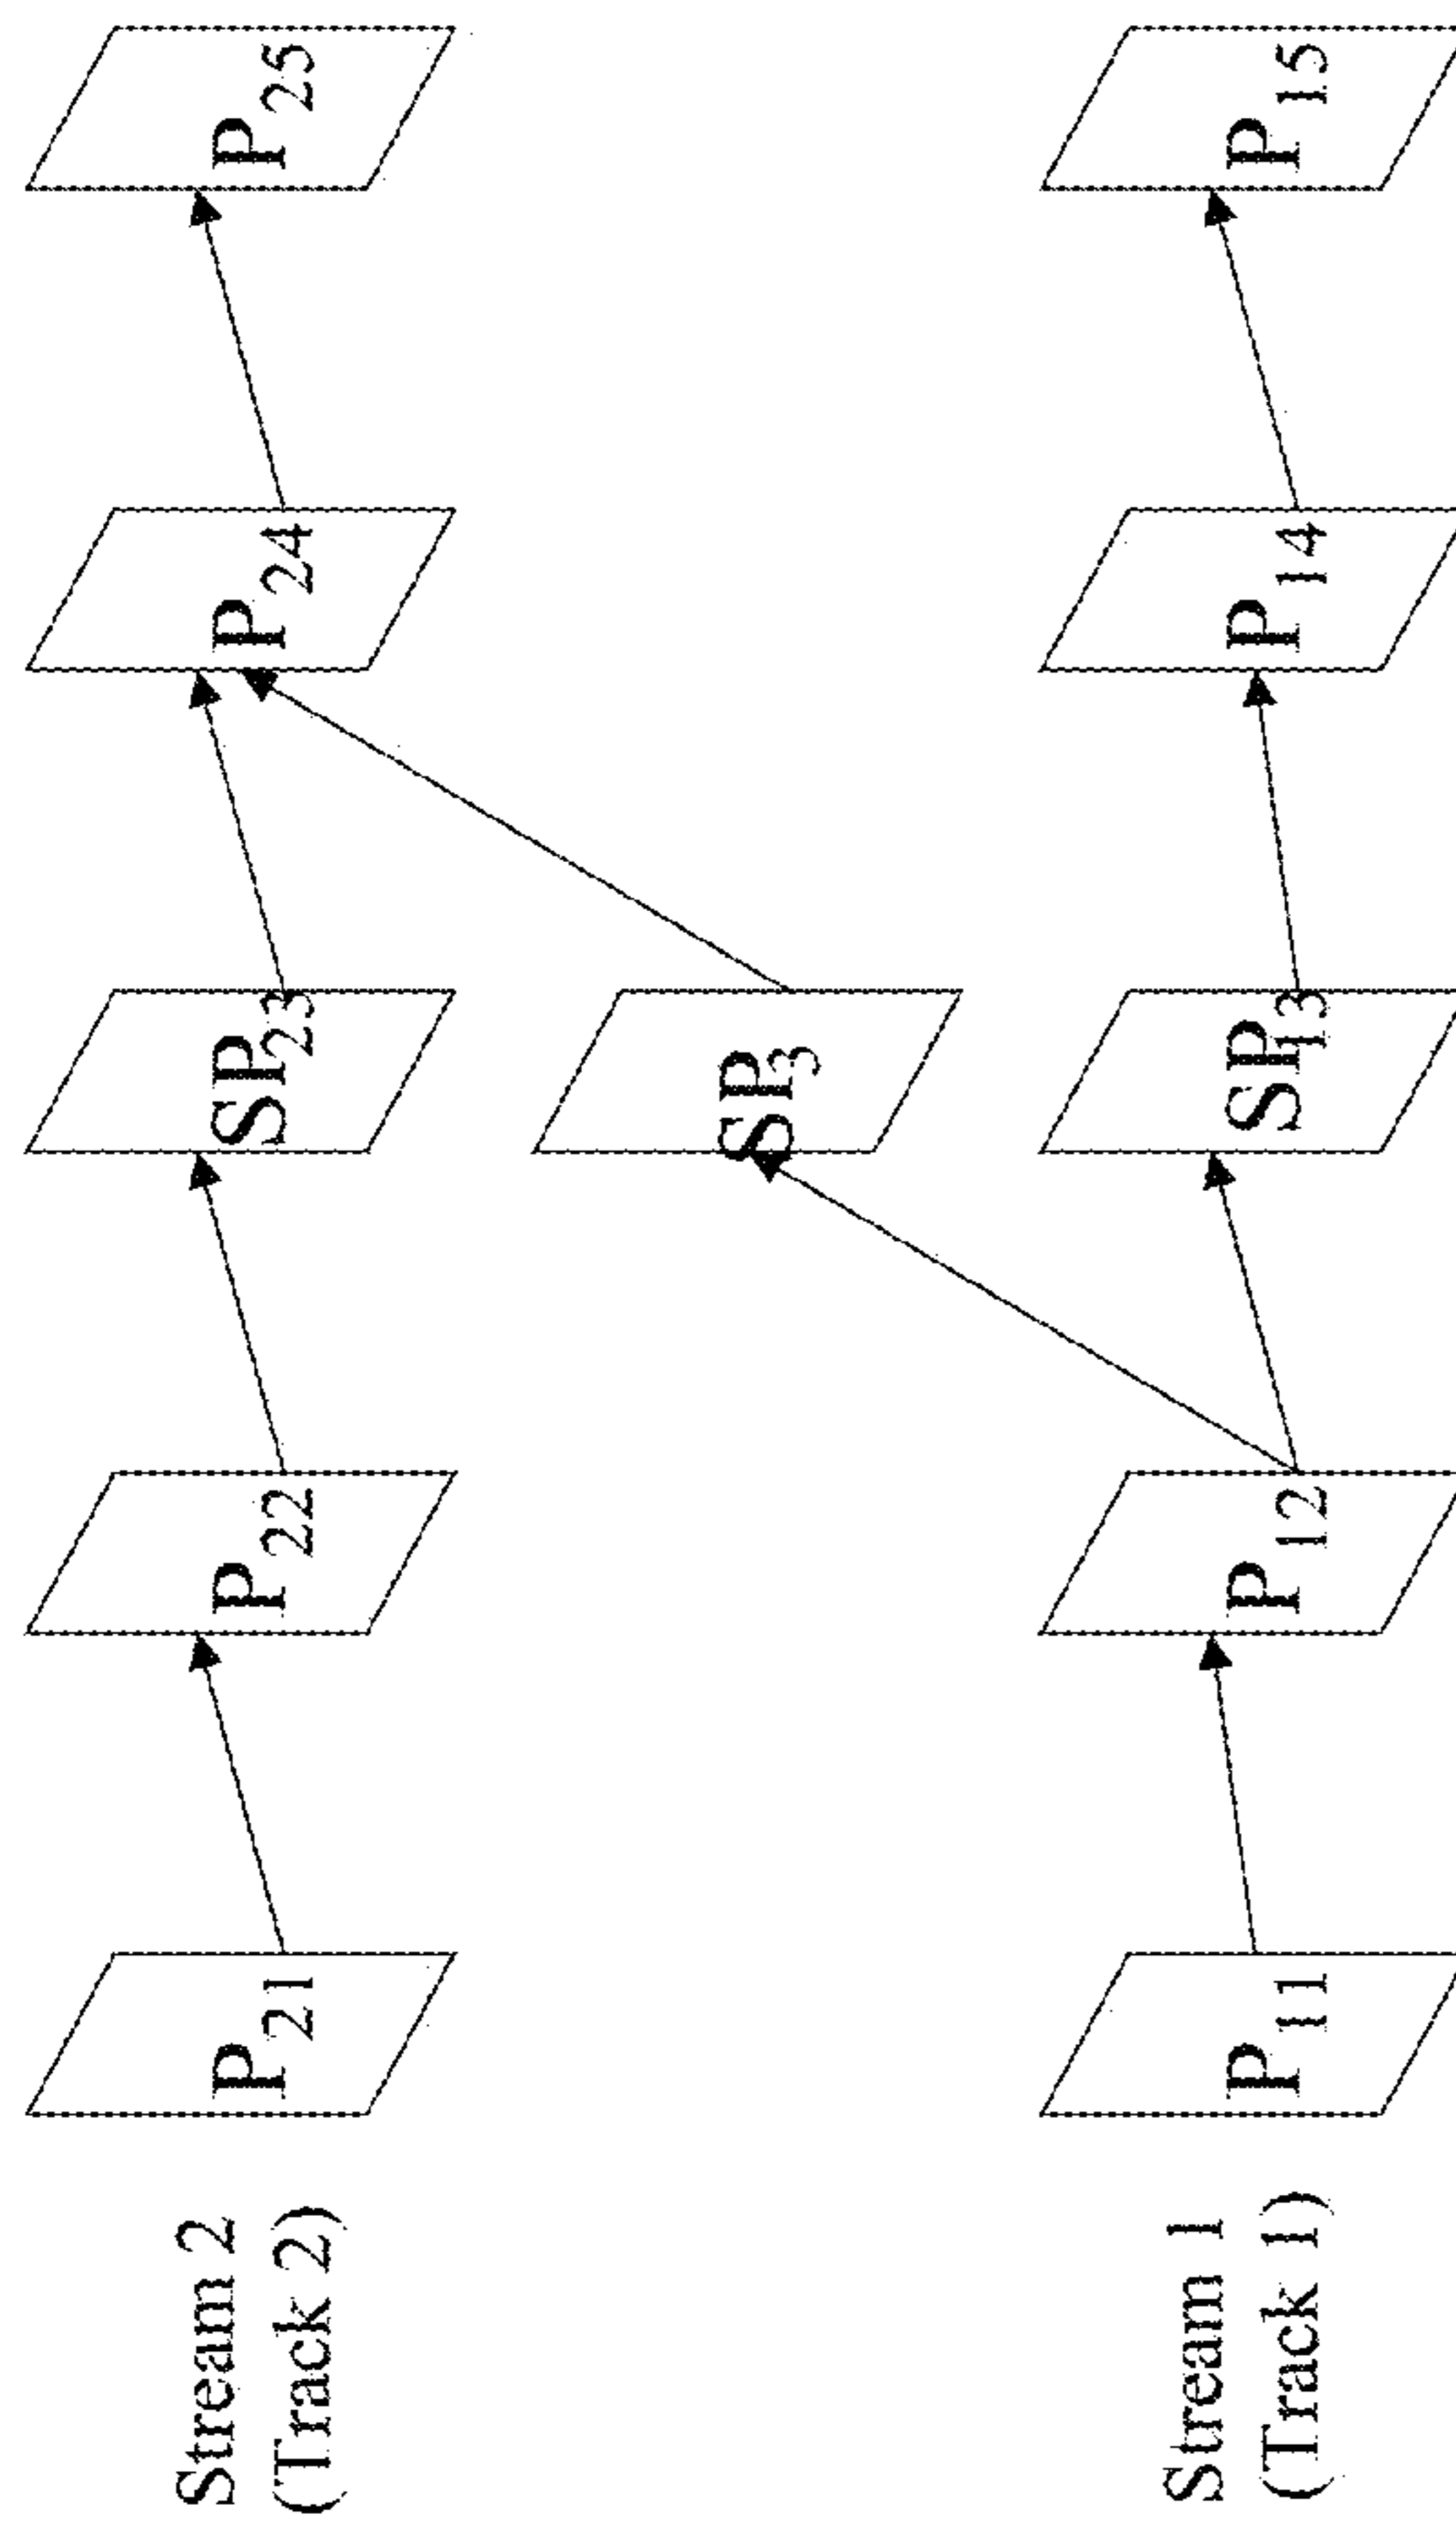 Stream 2
(Track 2)
P21
P22
SP23
P24
P25
SP3
Stream 1
(Track 1)
P11
P12
SP13
P14
P15